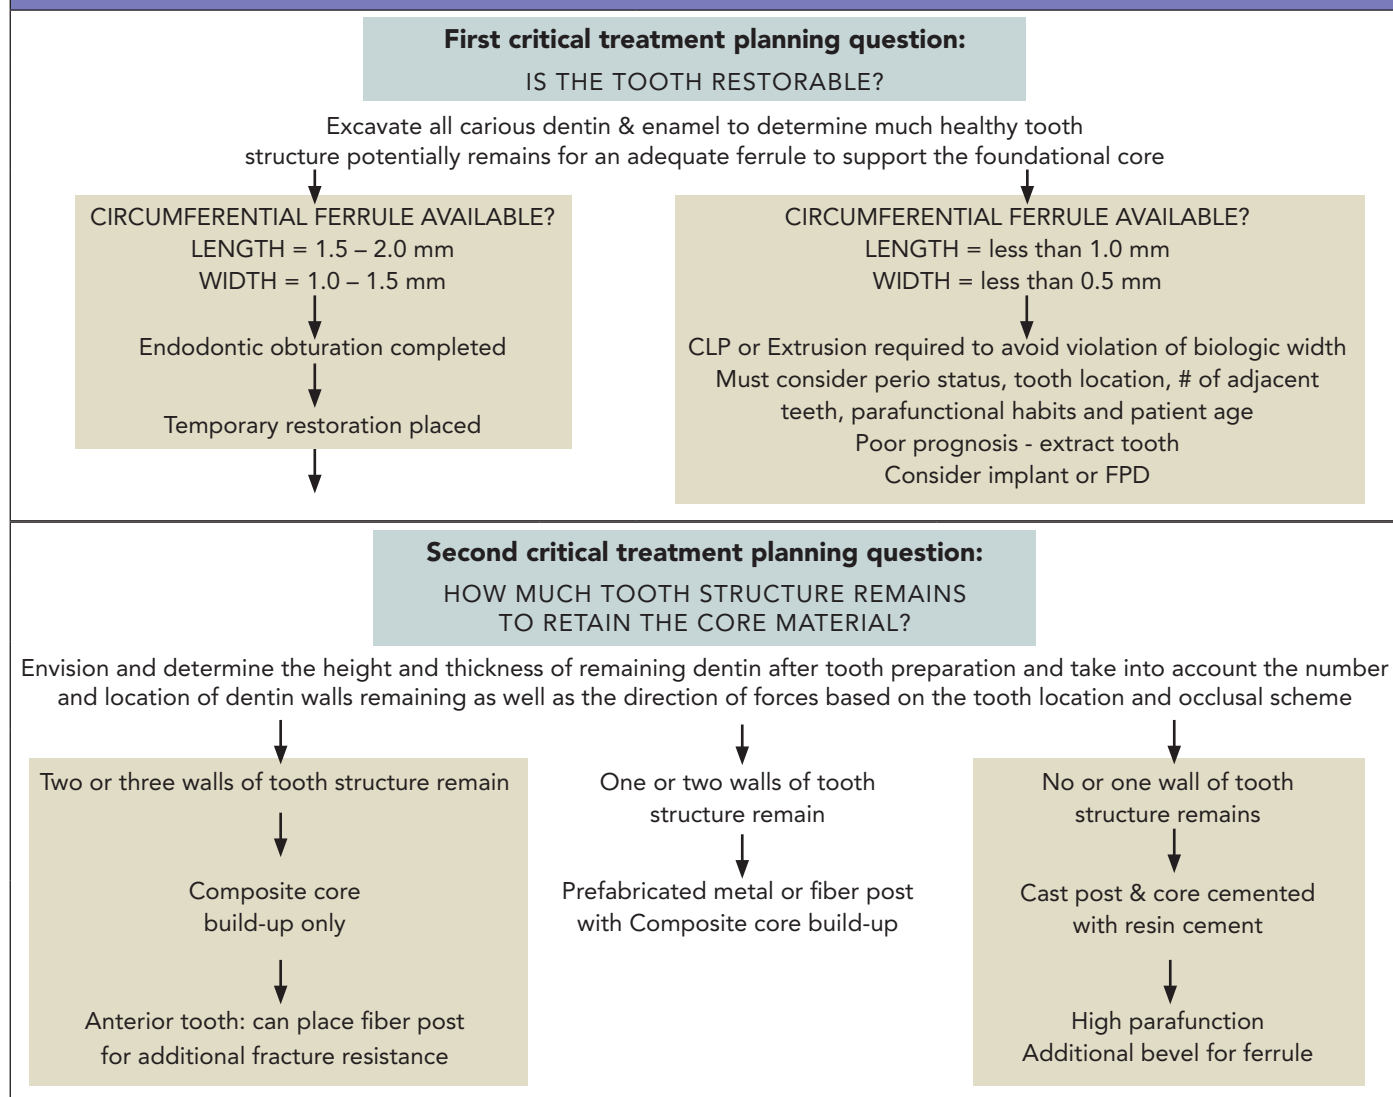 First critical treatment planning question:
IS THE TOOTH RESTORABLE?
Excavate all carious dentin & enamel to determine much healthy tooth
structure potentially remains for an adequate ferrule to support the foundational core
CIRCUMFERENTIAL FERRULE AVAILABLE?
LENGTH = 1.5 – 2.0 mm
WIDTH = 1.0 – 1.5 mm
Endodontic obturation completed
Temporary restoration placed
CIRCUMFERENTIAL FERRULE AVAILABLE?
LENGTH = less than 1.0 mm
WIDTH = less than 0.5 mm
CLP or Extrusion required to avoid violation of biologic width
Must consider perio status, tooth location, # of adjacent
teeth, parafunctional habits and patient age
Poor prognosis - extract tooth
Consider implant or FPD
Second critical treatment planning question:
HOW MUCH TOOTH STRUCTURE REMAINS
TO RETAIN THE CORE MATERIAL?
Envision and determine the height and thickness of remaining dentin after tooth preparation and take into account the number
and location of dentin walls remaining as well as the direction of forces based on the tooth location and occlusal scheme
Two or three walls of tooth structure remain
Composite core
build-up only
Anterior tooth: can place fiber post
for additional fracture resistance
One or two walls of tooth
structure remain
Prefabricated metal or fiber post
with Composite core build-up
No or one wall of tooth
structure remains
Cast post & core cemented
with resin cement
High parafunction
Additional bevel for ferrule